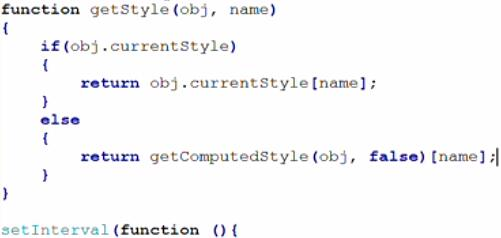 function getStyle(obj, name)
{
    if(obj.currentStyle)
    {
        return obj.currentStyle[name];
    }
    else
    {
        return getComputedStyle(obj, false)[name];
    }
}
setInterval(function (){